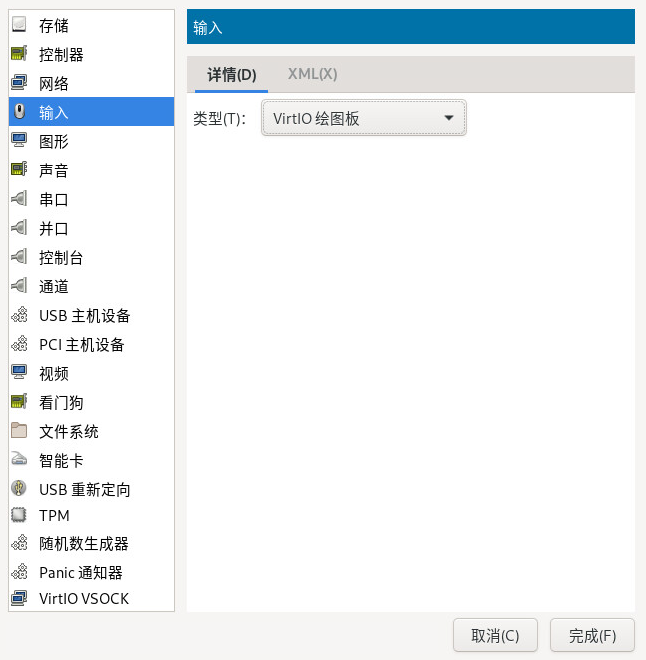 存储
控制器
网络
输入
图形
声音
串口
并口
控制台
通道
USB 主机设备
PCI 主机设备
视频
看门狗
文件系统
智能卡
USB 重新定向
TPM
随机数生成器
Panic 通知器
VirtIO VSOCK
输入
详情(D) XML(X)
类型(T)： VirtIO 绘图板
取消(C) 完成(F)